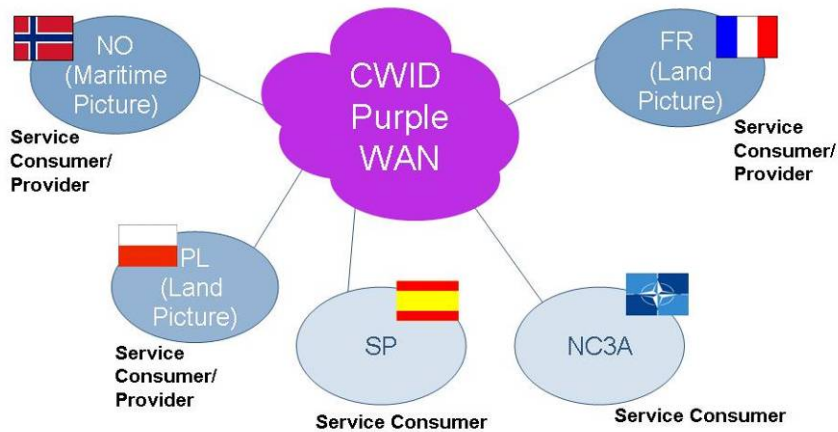 NO
(Maritime
Picture)
Service
Consumer/
Provider
CWID
Purple
WAN
FR
(Land
Picture)
Service
Consumer/
Provider
PL
(Land
Picture)
Service
Consumer/
Provider
SP
Service Consumer
NC3A
Service Consumer